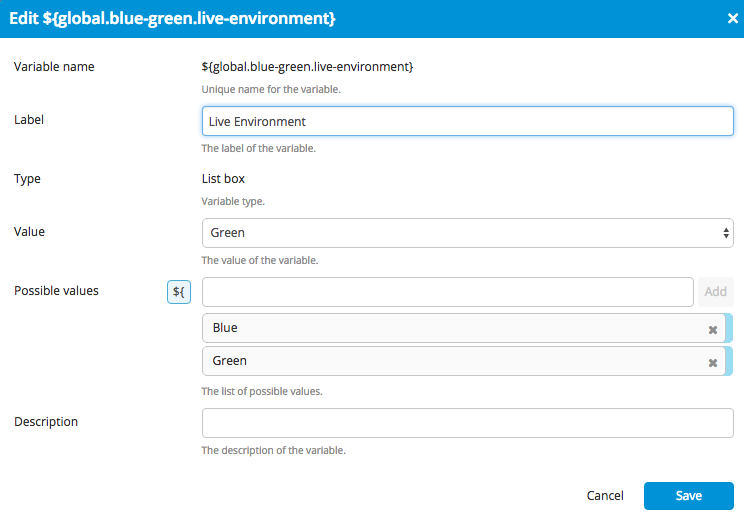 Edit ${global.blue-green.live-environment}
Variable name
${global.blue-green.live-environment}
Unique name for the variable.
Label
Live Environment
The label of the variable.
Type
List box
Variable type.
Value
Green
The value of the variable.
Possible values
${
Add
Blue
Green
The list of possible values.
Description
The description of the variable.
Cancel
Save